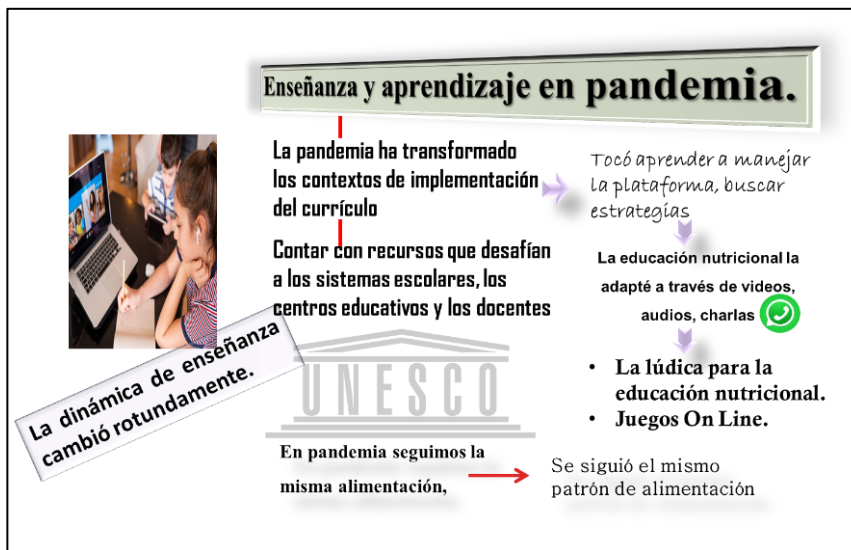 Enseñanza y aprendizaje en pandemia.
La pandemia ha transformado
los contextos de implementación
del currículo
Tocó aprender a manejar
la plataforma, buscar
estrategias
Contar con recursos que desafían
a los sistemas escolares, los
centros educativos y los docentes
La educación nutricional la
adapté a través de videos,
audios, charlas
La dinámica de enseñanza
cambió rotundamente.
UNESCO
• La lúdica para la
educación nutricional.
• Juegos On Line.
En pandemia seguimos la
misma alimentación,
Se siguió el mismo
patrón de alimentación